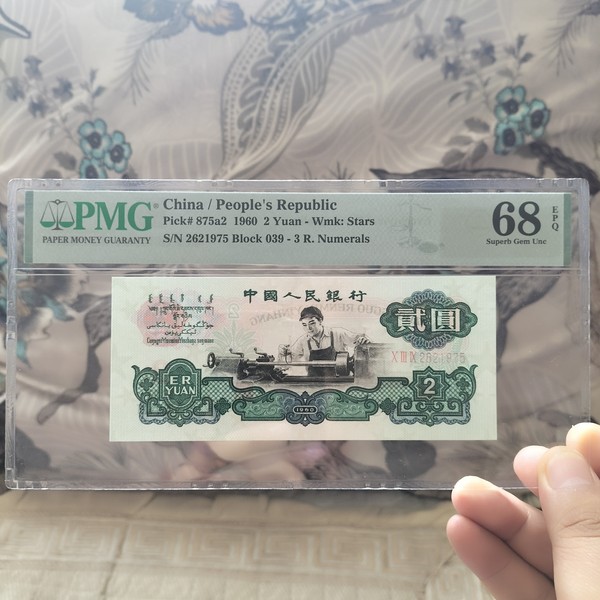 PMG
PAPER MONEY GUARANTY
China / People's Republic
Pick# 875a2 1960 2 Yuan - Wmk: Stars
S/N 2621975 Block 039 - 3 R. Numerals
68 EPQ
Superb Gem Unc
中國人民銀行
貳圓
2621975
ER
YUAN
1960
2